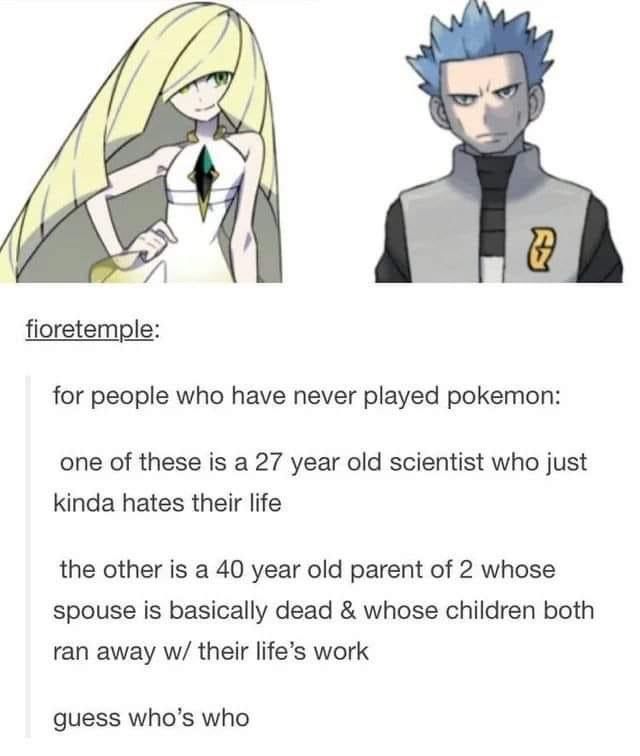 G
fioretemple:
for people who have never played pokemon:
one of these is a 27 year old scientist who just
kinda hates their life
the other is a 40 year old parent of 2 whose
spouse is basically dead & whose children both
ran away w/ their life's work
guess who's who